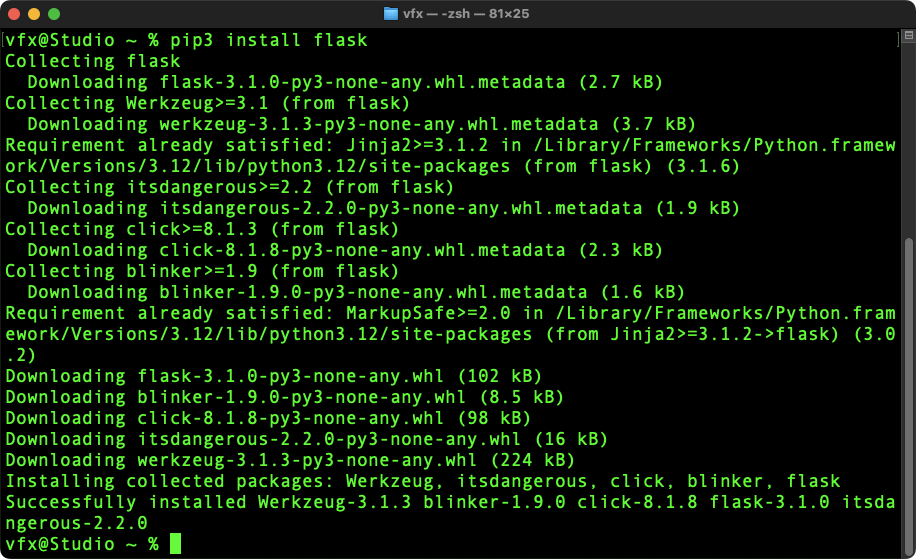 vfx — -zsh — 81×25
vfx@Studio ~ % pip3 install flask
Collecting flask
  Downloading flask-3.1.0-py3-none-any.whl.metadata (2.7 kB)
Collecting Werkzeug>=3.1 (from flask)
  Downloading werkzeug-3.1.3-py3-none-any.whl.metadata (3.7 kB)
Requirement already satisfied: Jinja2>=3.1.2 in /Library/Frameworks/Python.framew
ork/Versions/3.12/lib/python3.12/site-packages (from flask) (3.1.6)
Collecting itsdangerous>=2.2 (from flask)
  Downloading itsdangerous-2.2.0-py3-none-any.whl.metadata (1.9 kB)
Collecting click>=8.1.3 (from flask)
  Downloading click-8.1.8-py3-none-any.whl.metadata (2.3 kB)
Collecting blinker>=1.9 (from flask)
  Downloading blinker-1.9.0-py3-none-any.whl.metadata (1.6 kB)
Requirement already satisfied: MarkupSafe>=2.0 in /Library/Frameworks/Python.fram
ework/Versions/3.12/lib/python3.12/site-packages (from Jinja2>=3.1.2->flask) (3.0
.2)
Downloading flask-3.1.0-py3-none-any.whl (102 kB)
Downloading blinker-1.9.0-py3-none-any.whl (8.5 kB)
Downloading click-8.1.8-py3-none-any.whl (98 kB)
Downloading itsdangerous-2.2.0-py3-none-any.whl (16 kB)
Downloading werkzeug-3.1.3-py3-none-any.whl (224 kB)
Installing collected packages: Werkzeug, itsdangerous, click, blinker, flask
Successfully installed Werkzeug-3.1.3 blinker-1.9.0 click-8.1.8 flask-3.1.0 itsda
ngerous-2.2.0
vfx@Studio ~ %